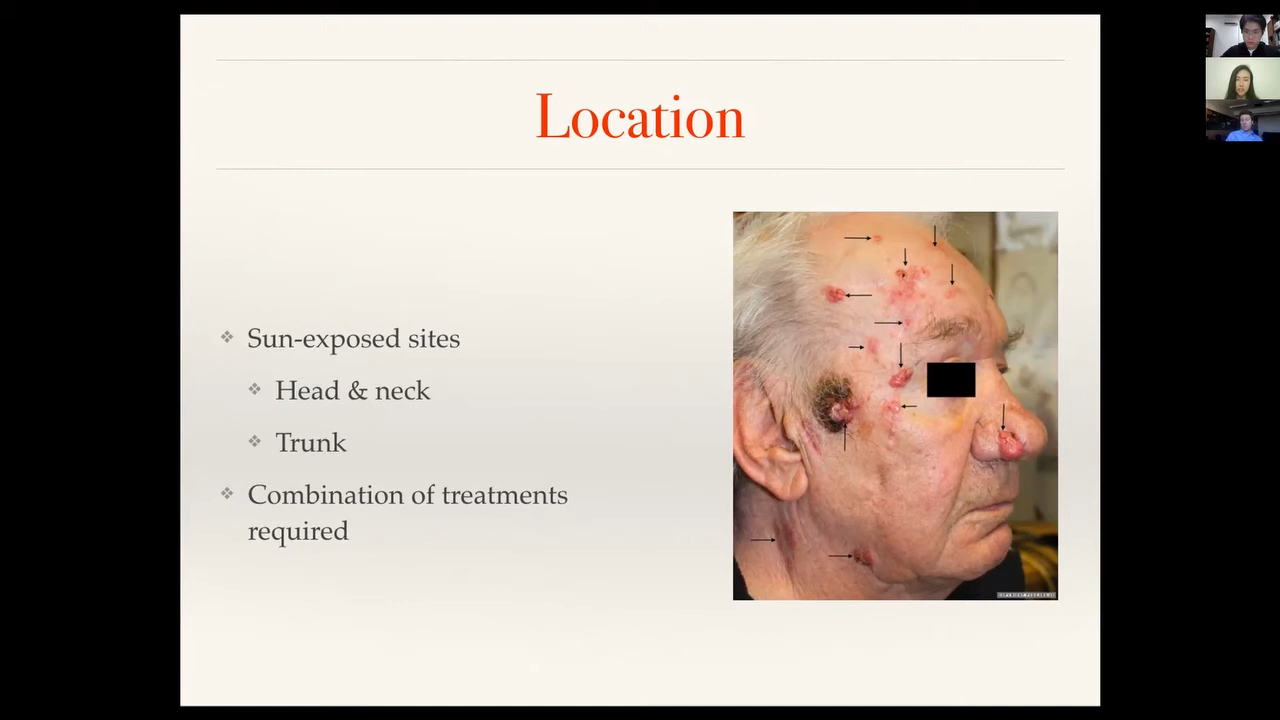 Location
Sun-exposed sites
Head & neck
Trunk
Combination of treatments
required